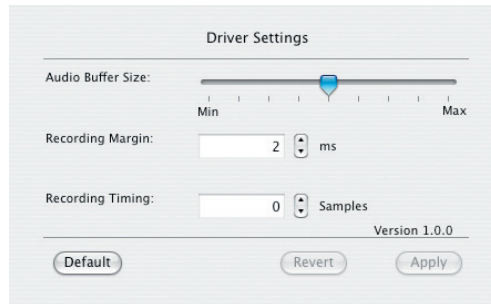 Driver Settings
Audio Buffer Size:
Min Max
Recording Margin: 2 ms
Recording Timing: 0 Samples
Version 1.0.0
Default Revert Apply